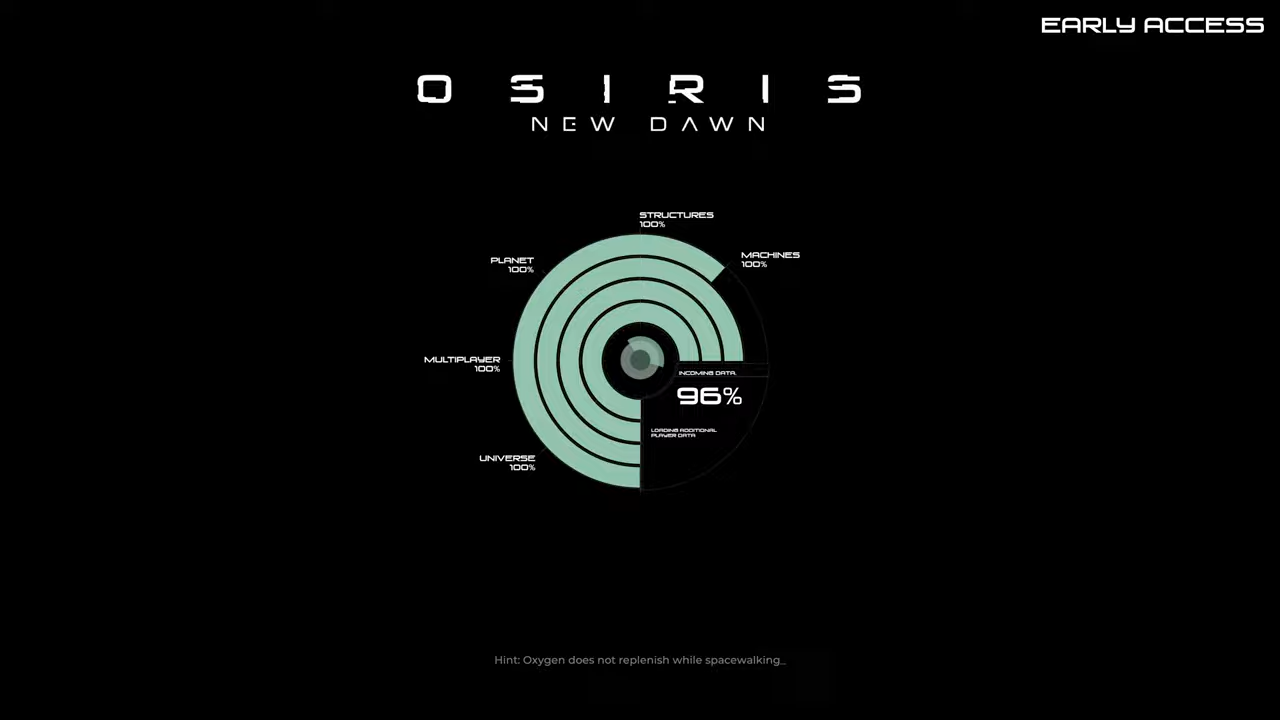 EARLY ACCESS
OSIRIS
NEW DAWN
STRUCTURES
100%
MACHINES
100%
PLANET
100%
MULTIPLAYER
100%
INCOMING DATA.
96%
LOADING ADDITIONAL
PLAYER DATA
UNIVERSE
100%
Hint: Oxygen does not replenish while spacewalking_